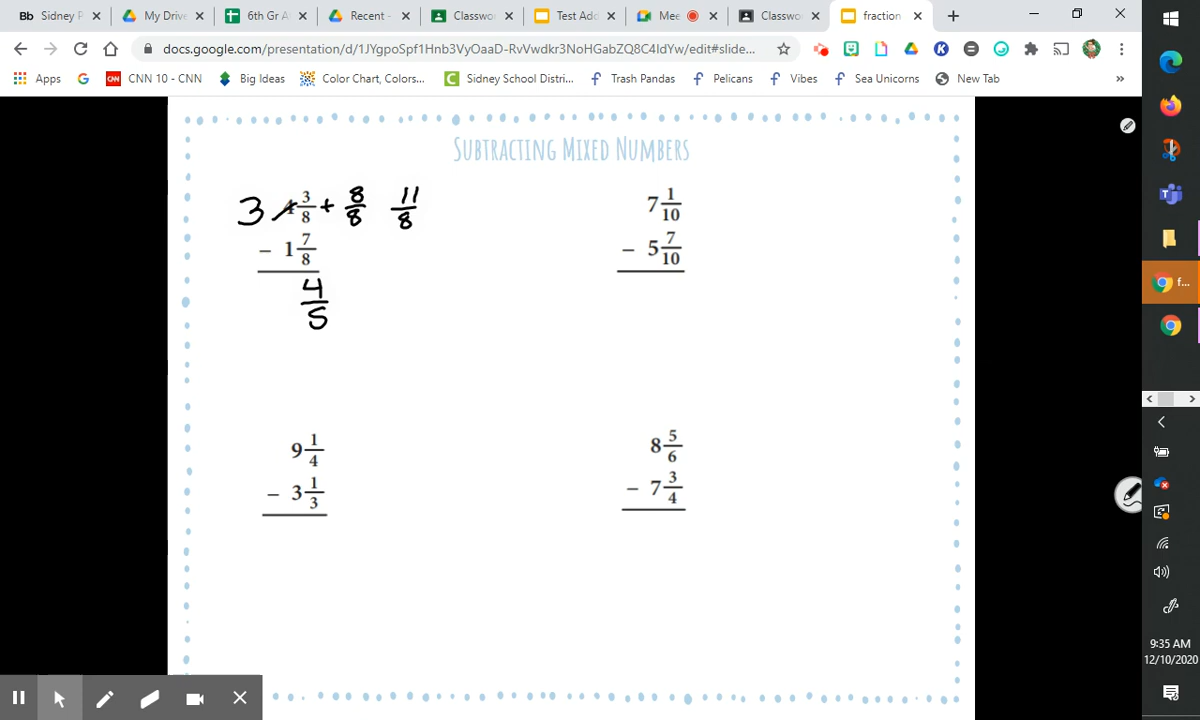 Bb Sidney P
My Drive
6th Gr Al
Recent -
Classwo
Test Add
Mee
Classwo
fraction
docs.google.com/presentation/d/1JYgpoSpf1Hnb3VyOaaD-RvVwdkr3NoHGabZQ8C4ldYw/edit#slide...
Apps
CNN 10 - CNN
Big Ideas
Color Chart, Colors...
Sidney School Distri...
Trash Pandas
Pelicans
Vibes
Sea Unicorns
New Tab
»
SUBTRACTING MIXED NUMBERS
3 4 3/8 + 8/8 11/8
− 1 7/8
4/5
7 1/10
− 5 7/10
9 1/4
− 3 1/3
8 5/6
− 7 3/4
f...
9:35 AM
12/10/2020